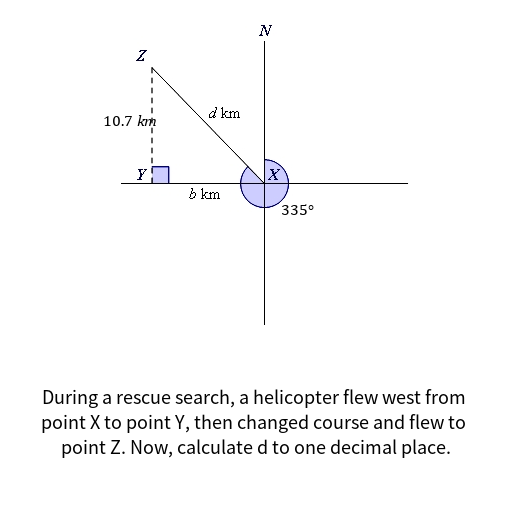 N
Z
d km
10.7 km
Y
X
b km
335°
During a rescue search, a helicopter flew west from
point X to point Y, then changed course and flew to
point Z. Now, calculate d to one decimal place.